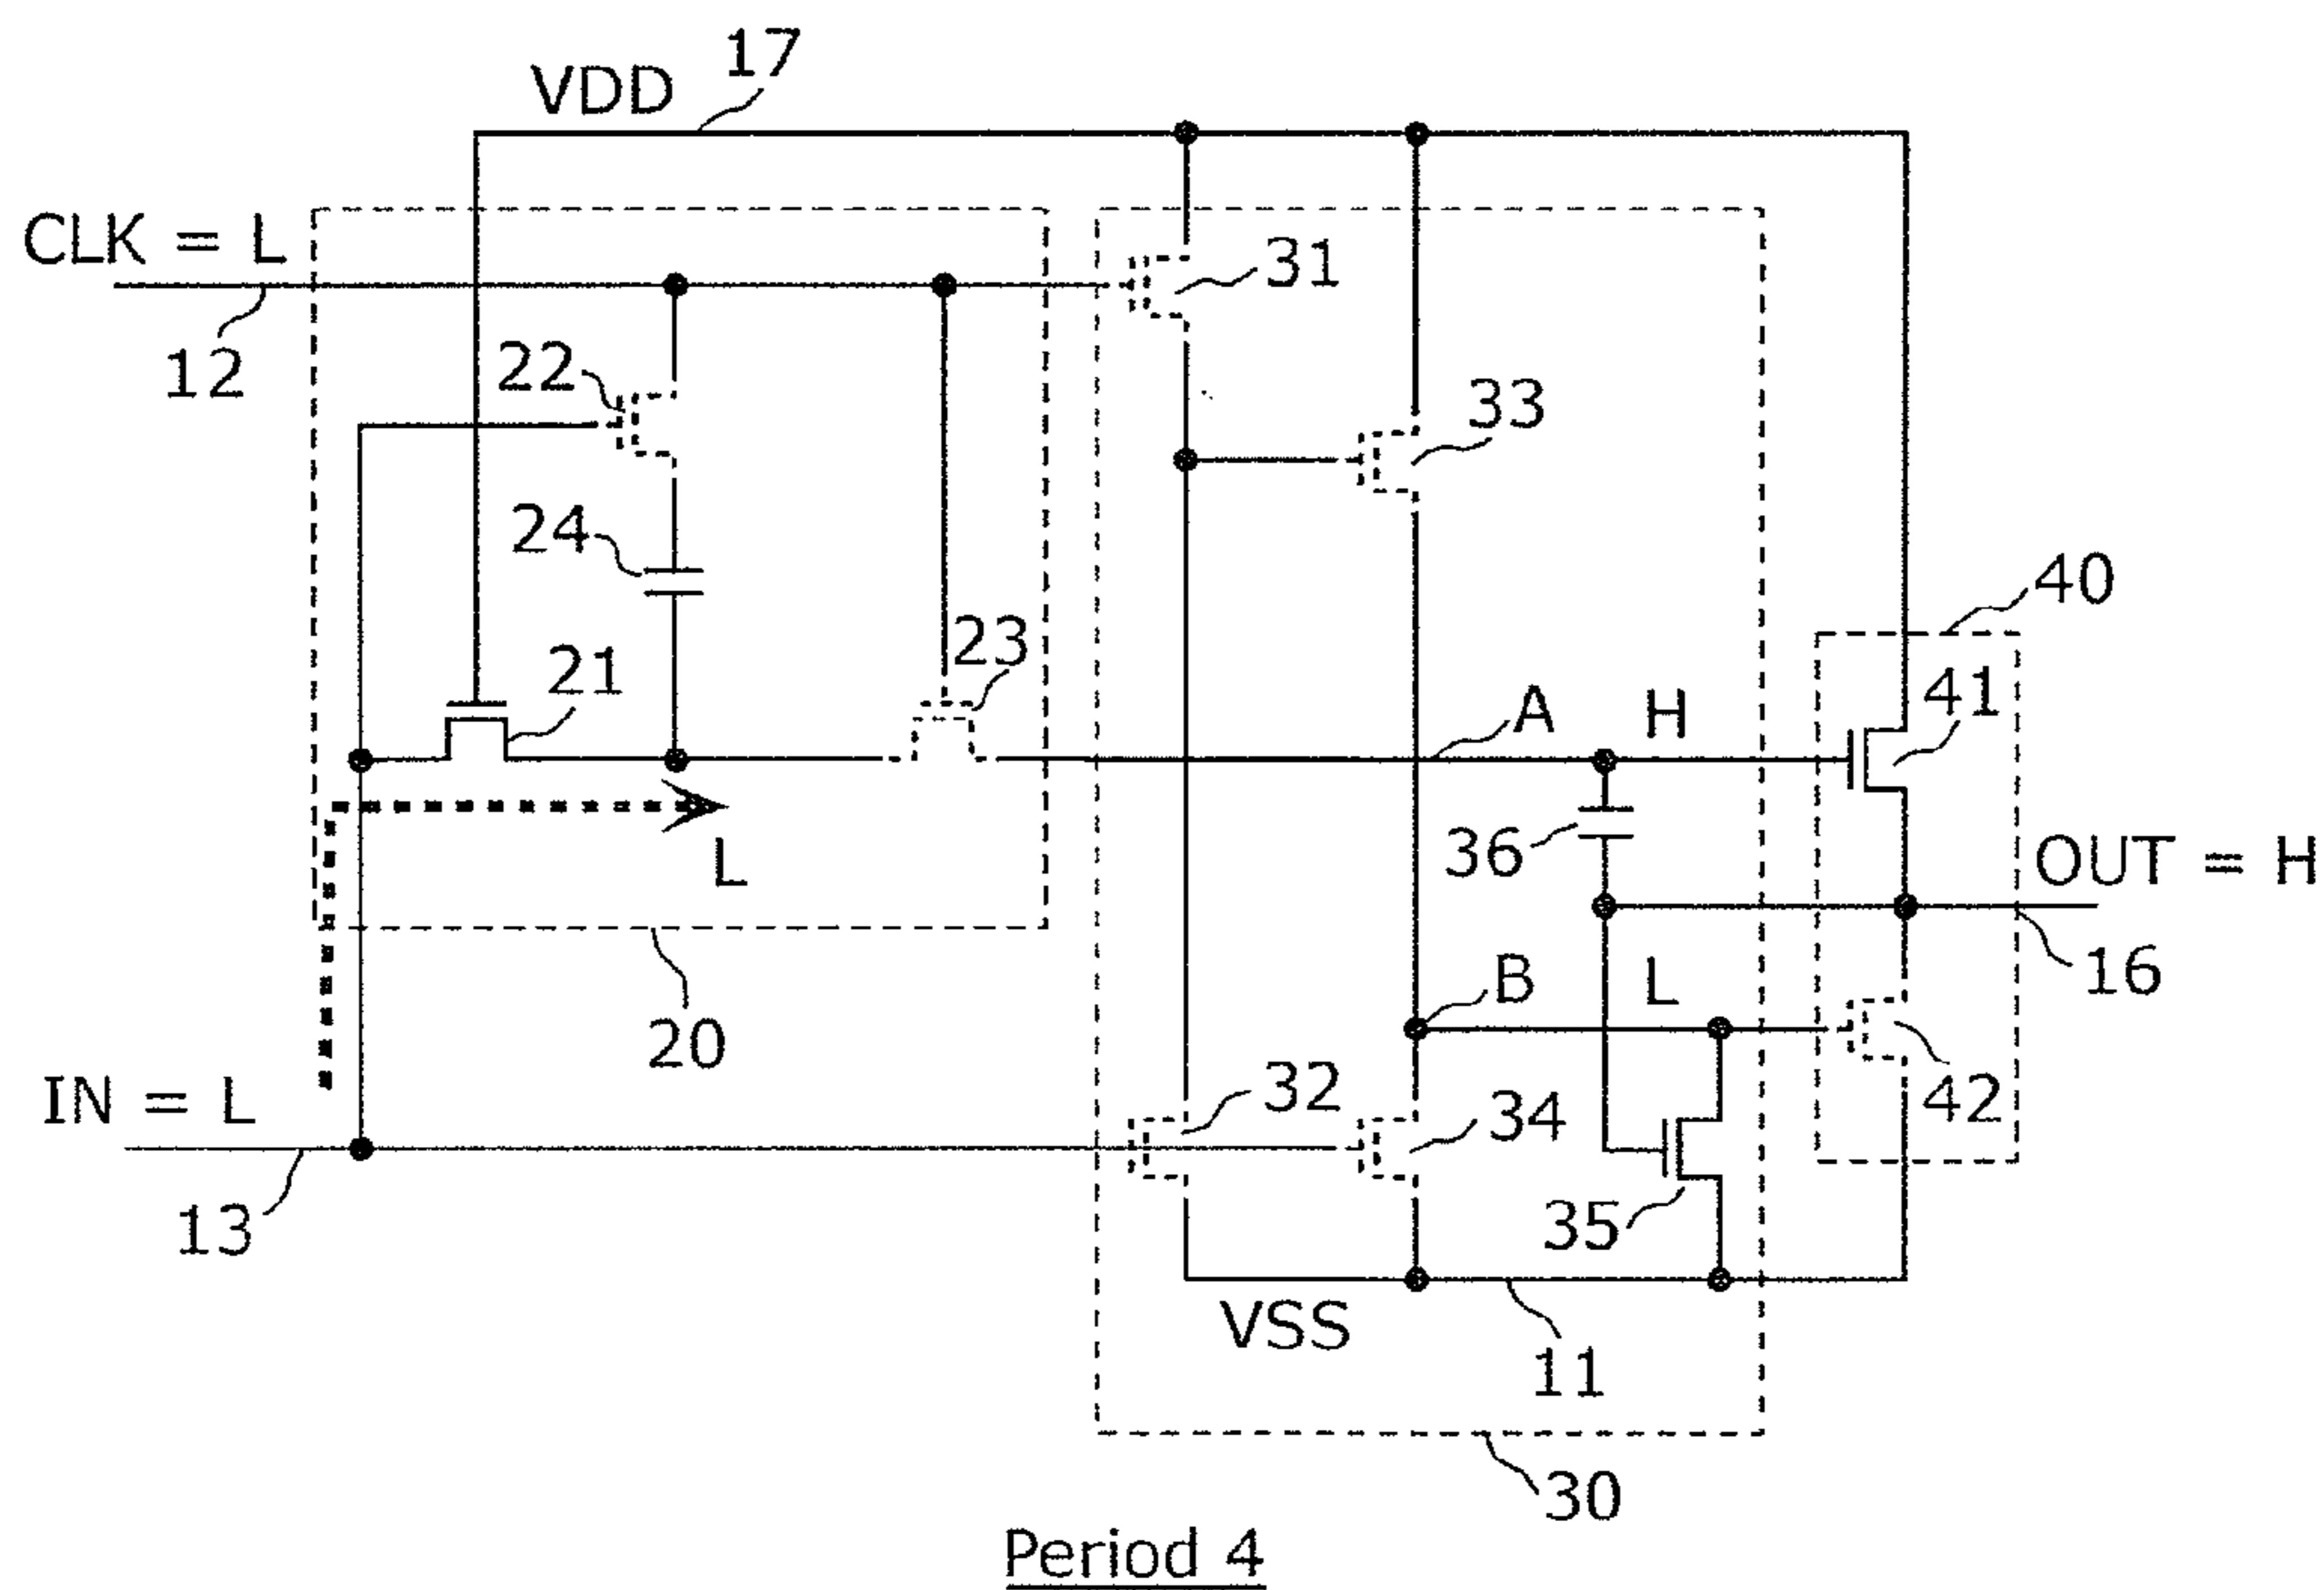 17
VDD
CLK = L
31
12
22
33
24
40
23
21
41
A
H
36
OUT = H
L
B
L
16
20
32
34
42
IN = L
35
13
VSS
11
30
Period 4